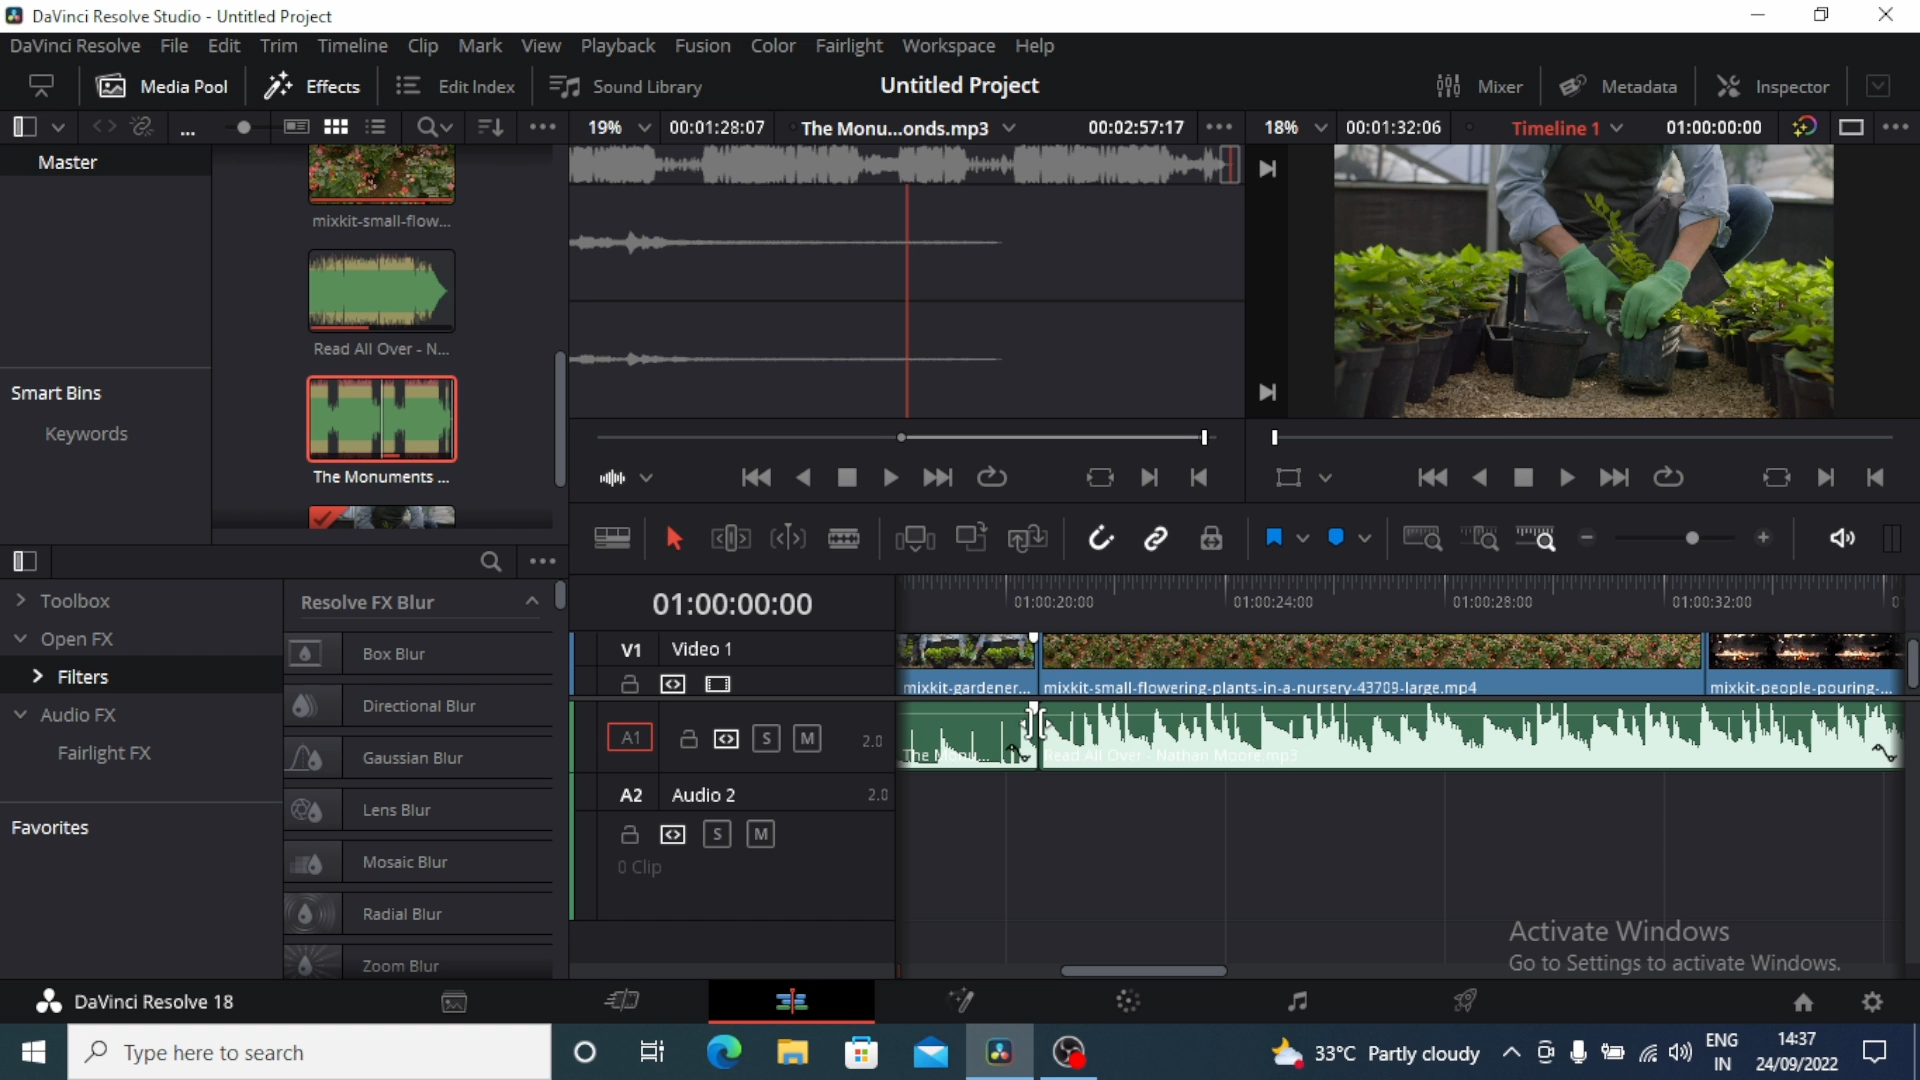 DaVinci Resolve Studio - Untitled Project
DaVinci Resolve File Edit Trim Timeline Clip Mark View Playback Fusion Color Fairlight Workspace Help
Media Pool Effects Edit Index Sound Library Untitled Project Mixer Metadata Inspector
... 19% 00:01:28:07 The Monu...onds.mp3 00:02:57:17 18% 00:01:32:06 Timeline 1 01:00:00:00
Master
mixkit-small-flow...
Read All Over - N...
Smart Bins
Keywords
The Monuments ...
Toolbox
Open FX
Filters
Audio FX
Fairlight FX
Favorites
Resolve FX Blur
Box Blur
Directional Blur
Gaussian Blur
Lens Blur
Mosaic Blur
Radial Blur
Zoom Blur
01:00:00:00
01:00:20:00 01:00:24:00 01:00:28:00 01:00:32:00 0
V1 Video 1
mixkit-gardener... mixkit-small-flowering-plants-in-a-nursery-43709-large.mp4 mixkit-people-pouring-...
A1 S M 2.0
The Monu... Read All Over - Nathan Moore.mp3
A2 Audio 2 2.0
S M
0 Clip
Activate Windows
Go to Settings to activate Windows.
DaVinci Resolve 18
Type here to search
33°C Partly cloudy
ENG
IN
14:37
24/09/2022